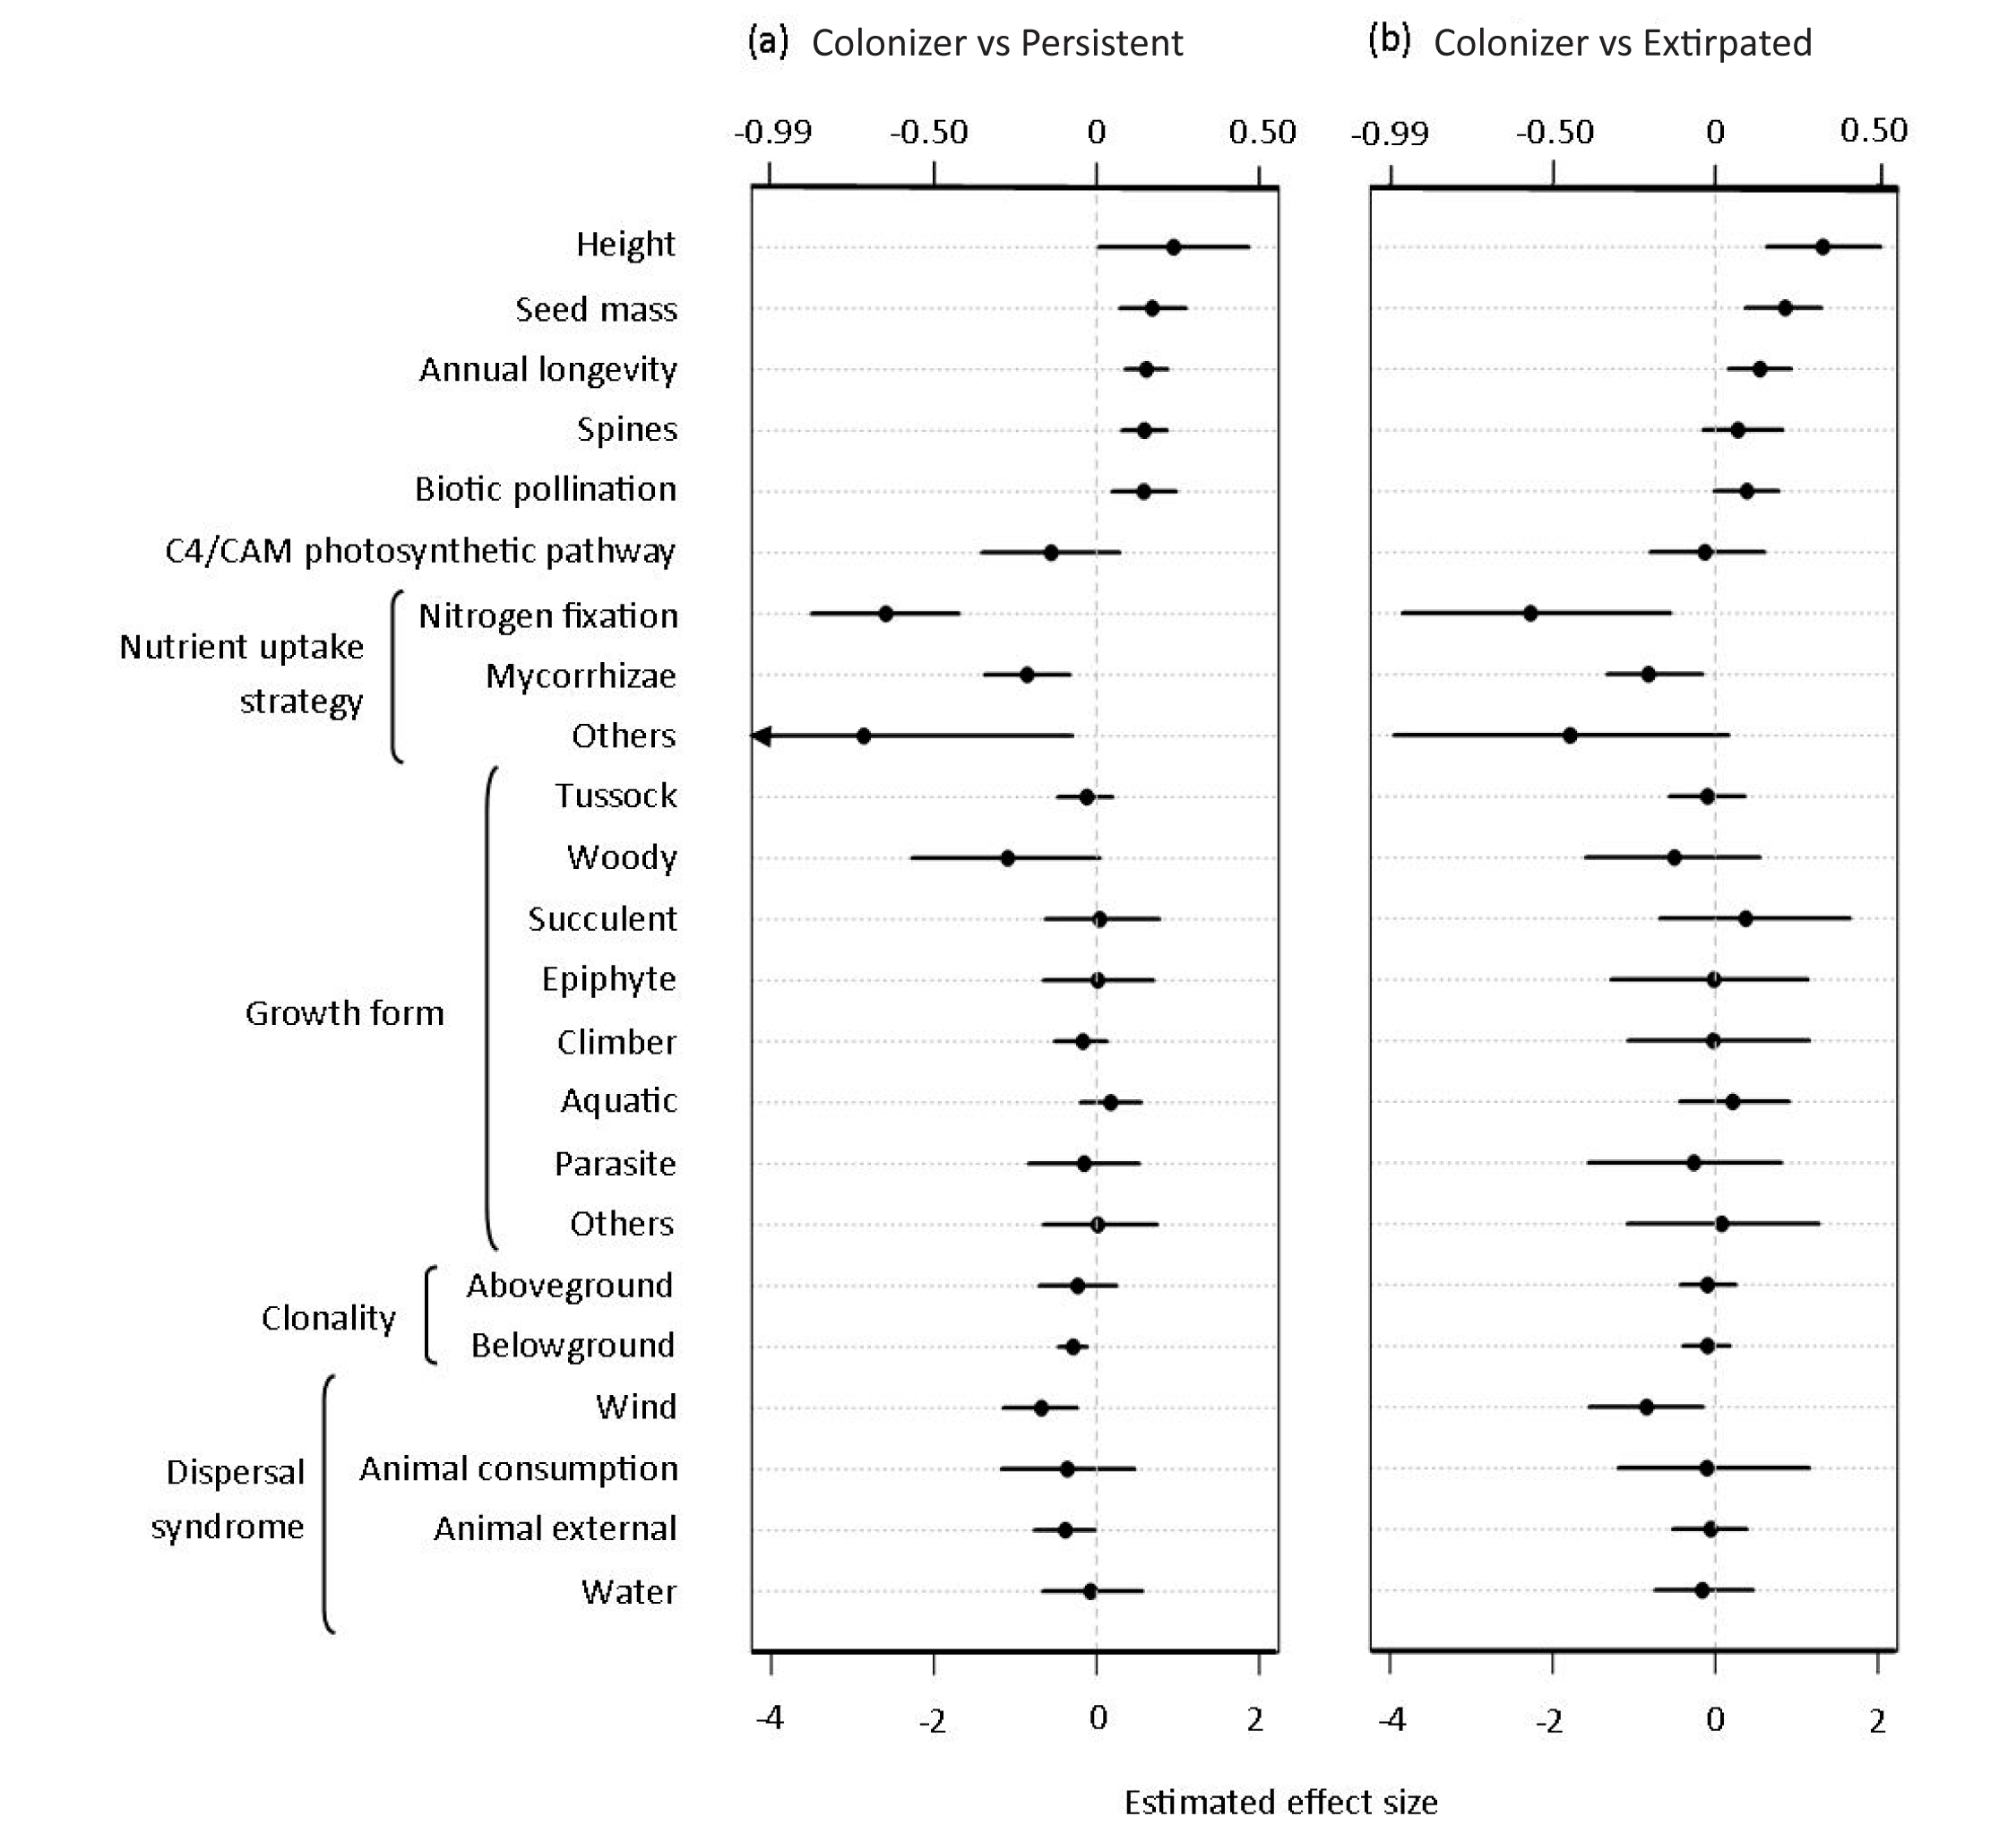 (a) Colonizer vs Persistent
(b) Colonizer vs Extirpated
-0.99 -0.50 0 0.50
-0.99 -0.50 0 0.50
Height
Seed mass
Annual longevity
Spines
Biotic pollination
C4/CAM photosynthetic pathway
Nutrient uptake
strategy
Nitrogen fixation
Mycorrhizae
Others
Growth form
Tussock
Woody
Succulent
Epiphyte
Climber
Aquatic
Parasite
Others
Clonality
Aboveground
Belowground
Dispersal
syndrome
Wind
Animal consumption
Animal external
Water
-4 -2 0 2
-4 -2 0 2
Estimated effect size